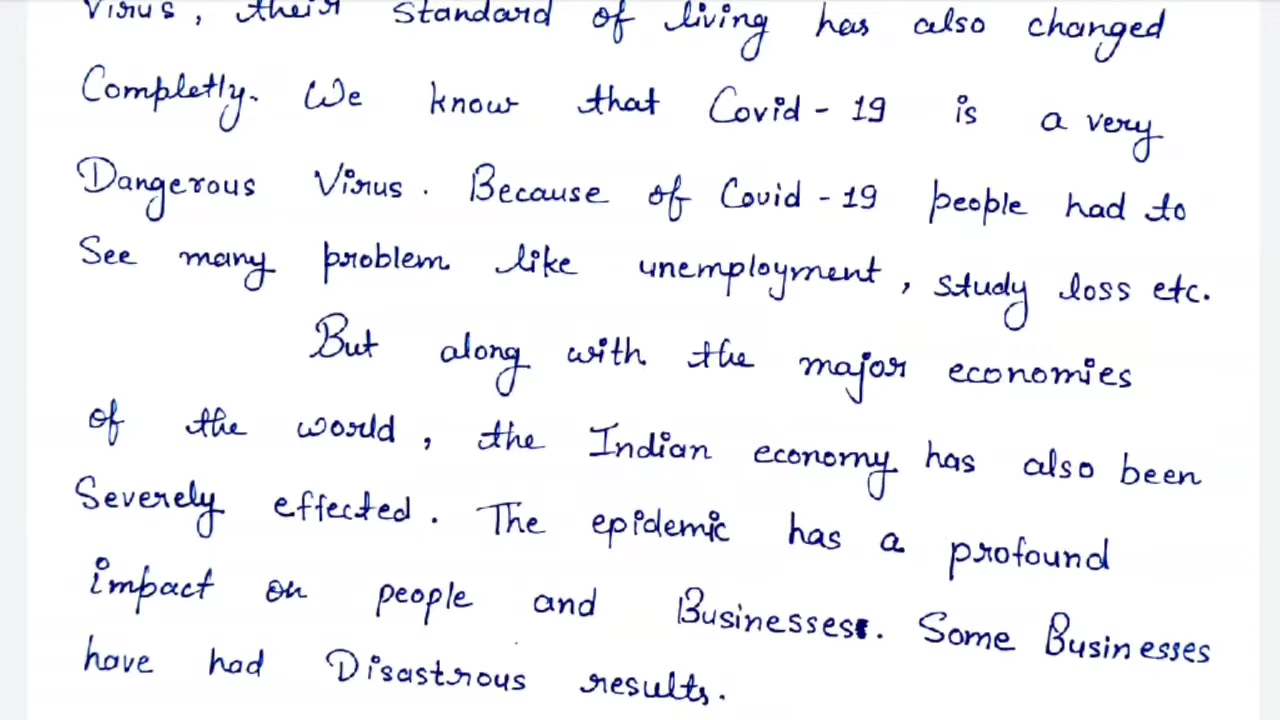 Virus, their Standard of living has also changed
Completly. We know that Covid-19 is a very
Dangerous Virus. Because of Covid-19 people had to
See many problem like unemployment, study loss etc.
But along with the major economies
of the world, the Indian economy has also been
Severely effected. The epidemic has a profound
impact on people and Businesses. Some Businesses
have had Disastrous results.